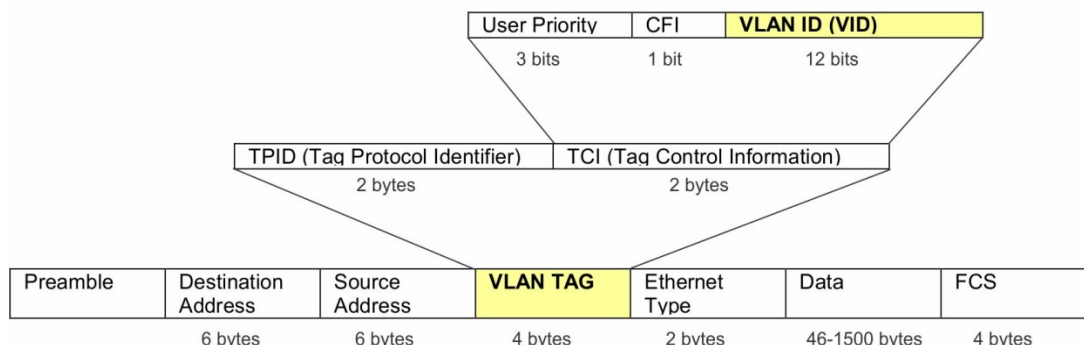 User Priority CFI VLAN ID (VID)
3 bits 1 bit 12 bits
TPID (Tag Protocol Identifier) TCI (Tag Control Information)
2 bytes 2 bytes
Preamble Destination Address Source Address VLAN TAG Ethernet Type Data FCS
6 bytes 6 bytes 4 bytes 2 bytes 46-1500 bytes 4 bytes